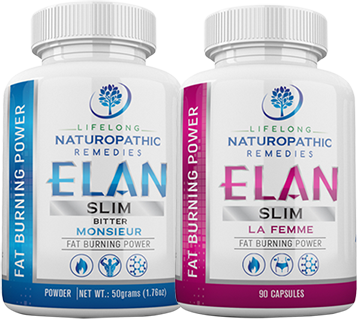 FAT BURNING POWER
LIFELONG
NATUROPATHIC
REMEDIES
ELAN
SLIM
BITTER
MONSIEUR
FAT BURNING POWER
POWDER | NET WT.: 50grams (1.76oz)
FAT BURNING POWER
LIFELONG
NATUROPATHIC
REMEDIES
ELAN
SLIM
LA FEMME
FAT BURNING POWER
90 CAPSULES